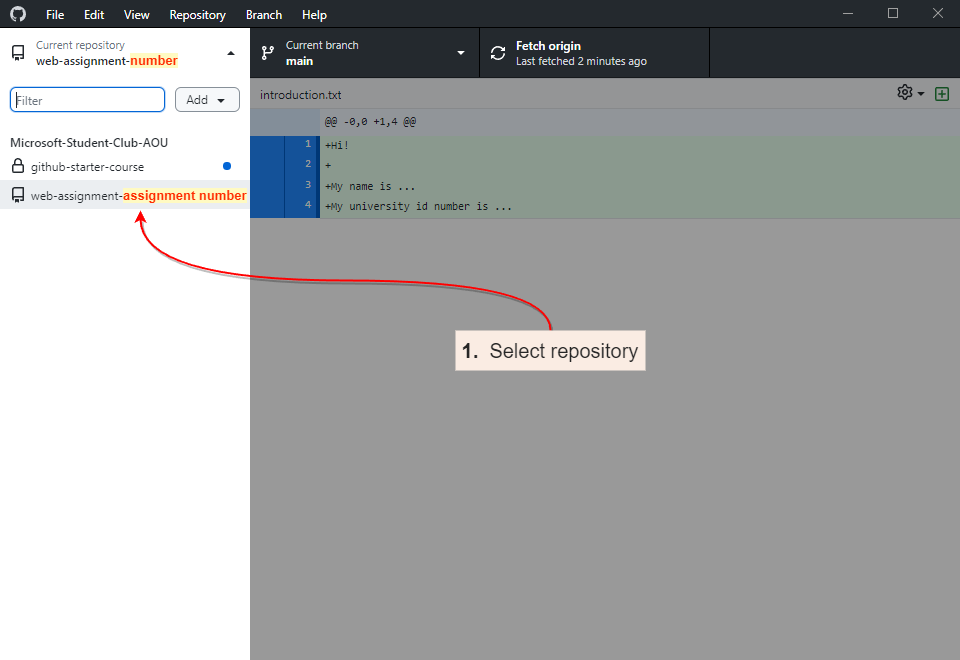 File Edit View Repository Branch Help
Current repository
web-assignment-number
Current branch
main
Fetch origin
Last fetched 2 minutes ago
Filter
Add
Microsoft-Student-Club-AOU
github-starter-course
web-assignment-assignment number
introduction.txt
@@ -0,0 +1,4 @@
1 +Hi!
2 +
3 +My name is ...
4 +My university id number is ...
1. Select repository